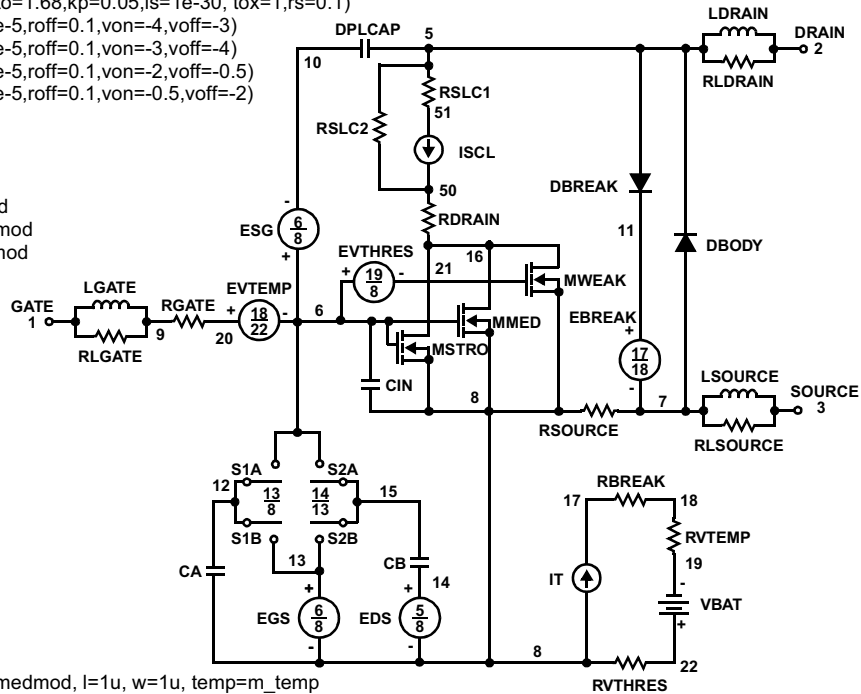 to=1.68,kp=0.05,is=1e-30, tox=1,rs=0.1)
e-5,roff=0.1,von=-4,voff=-3)
e-5,roff=0.1,von=-3,voff=-4)
e-5,roff=0.1,von=-2,voff=-0.5)
e-5,roff=0.1,von=-0.5,voff=-2)
d
mod
mod
LDRAIN
DPLCAP 5 DRAIN
10 2
RLDRAIN
RSLC1
51
RSLC2
ISCL
50
DBREAK
RDRAIN
-
ESG 6/8
+
11
DBODY
EVTHRES 16
+ 19/8 - 21
MWEAK
LGATE
GATE RGATE EVTEMP
1 + 18/22 - 6
9 20
RLGATE
MMED
MSTRO
EBREAK +
17/18
-
CIN
8 7
LSOURCE
SOURCE
3
RSOURCE
RLSOURCE
S1A S2A
12 13/8 14/13 15
S1B S2B
13
CA CB
+ + 14
EGS 6/8 EDS 5/8
- -
RBREAK
17 18
RVTEMP
19
IT
-
VBAT
+
8 22
RVTHRES
medmod, l=1u, w=1u, temp=m_temp